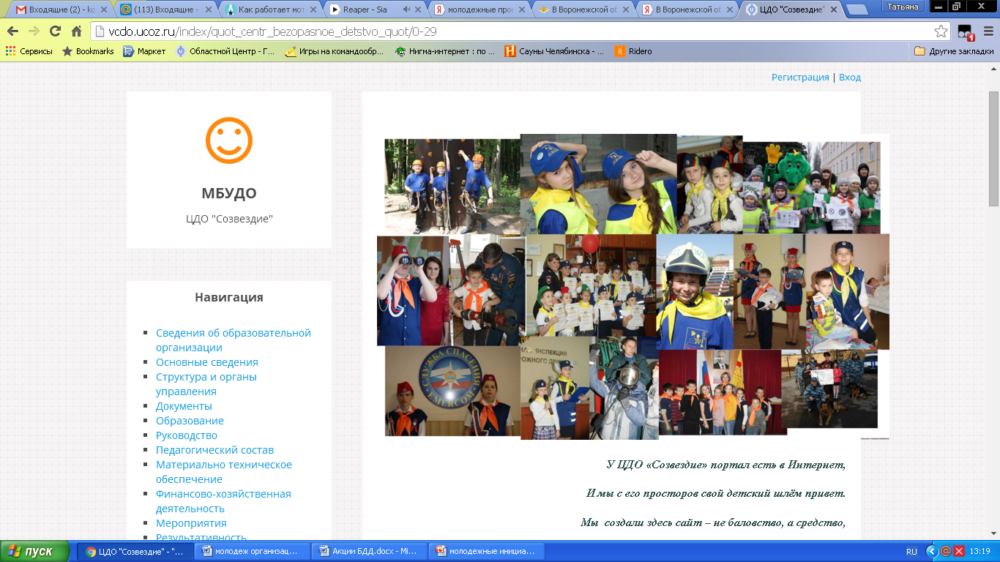 Входящие (2) - ко
(113) Входящие -
Как работает мот
Reaper - Sia
молодежные прое
В Воронежской об
В Воронежской об
ЦДО "Созвездие"
Татьяна
vcdo.ucoz.ru/index/quot_centr_bezopasnoe_detstvo_quot/0-29
Сервисы
Bookmarks
Маркет
Областной Центр - Г...
Игры на командообр...
Нигма-интернет : по ...
Сауны Челябинска - ...
Ridero
Другие закладки
Регистрация | Вход
МБУДО
ЦДО "Созвездие"
Навигация
Сведения об образовательной
организации
Основные сведения
Структура и органы
управления
Документы
Образование
Руководство
Педагогический состав
Материально техническое
обеспечение
Финансово-хозяйственная
деятельность
Мероприятия
Результативность
СЛУЖБА СПАСЕНИЯ
EMERCOM
У ЦДО «Созвездие» портал есть в Интернет,
И мы с его просторов свой детский шлём привет.
Мы создали здесь сайт – не баловство, а средство,
пуск
ЦДО "Созвездие" - "...
молодеж организац...
Акции БДД.docx - Mi...
молодежные инициа...
RU
13:19